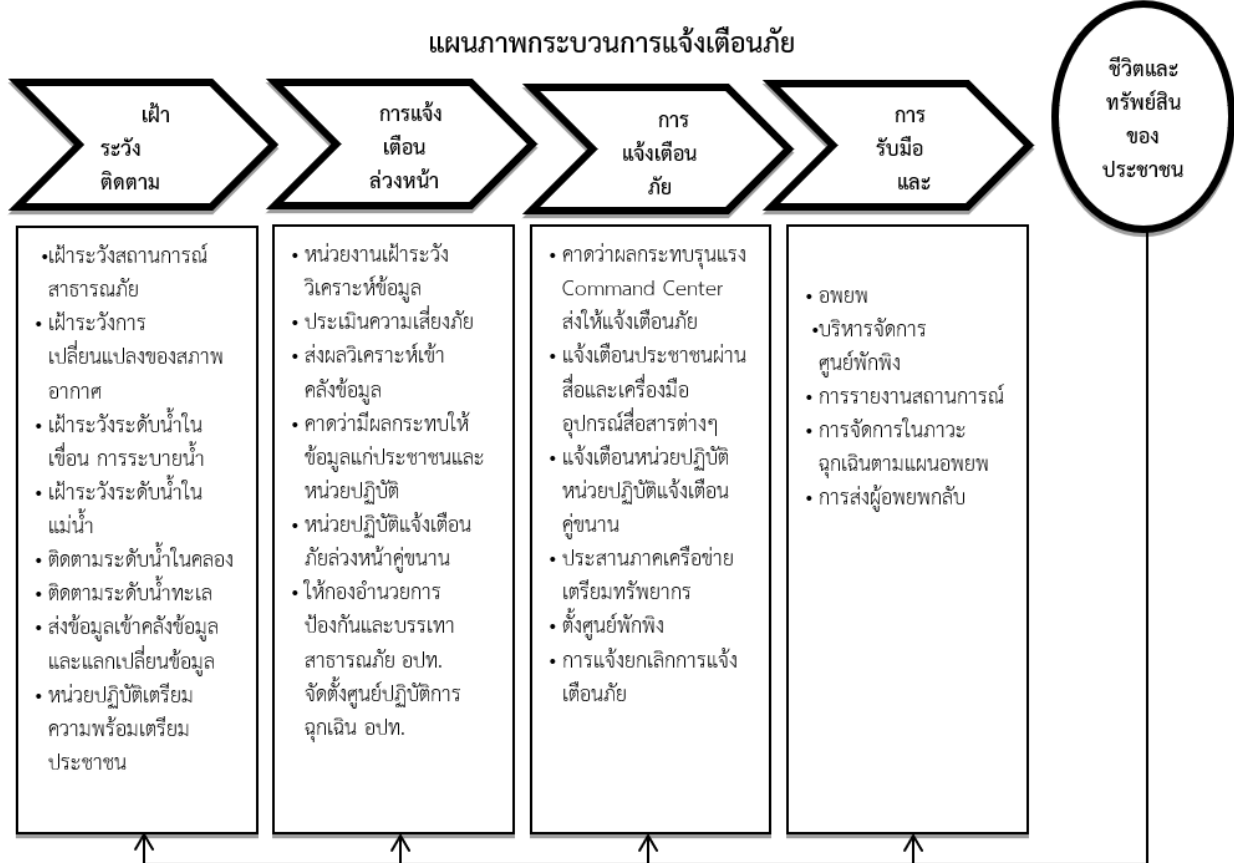 แผนภาพกระบวนการแจ้งเตือนภัย
เฝ้า
ระวัง
ติดตาม
การแจ้ง
เตือน
ล่วงหน้า
การ
แจ้งเตือน
ภัย
การ
รับมือ
และ
ชีวิตและ
ทรัพย์สิน
ของ
ประชาชน
•เฝ้าระวังสถานการณ์
สาธารณภัย
• เฝ้าระวังการ
เปลี่ยนแปลงของสภาพ
อากาศ
• เฝ้าระวังระดับน้ำใน
เขื่อน การระบายน้ำ
• เฝ้าระวังระดับน้ำใน
แม่น้ำ
• ติดตามระดับน้ำในคลอง
• ติดตามระดับน้ำทะเล
• ส่งข้อมูลเข้าคลังข้อมูล
และแลกเปลี่ยนข้อมูล
• หน่วยปฏิบัติเตรียม
ความพร้อมเตรียม
ประชาชน
• หน่วยงานเฝ้าระวัง
วิเคราะห์ข้อมูล
• ประเมินความเสี่ยงภัย
• ส่งผลวิเคราะห์เข้า
คลังข้อมูล
• คาดว่ามีผลกระทบให้
ข้อมูลแก่ประชาชนและ
หน่วยปฏิบัติ
• หน่วยปฏิบัติแจ้งเตือน
ภัยล่วงหน้าคู่ขนาน
• ให้กองอำนวยการ
ป้องกันและบรรเทา
สาธารณภัย อปท.
จัดตั้งศูนย์ปฏิบัติการ
ฉุกเฉิน อปท.
• คาดว่าผลกระทบรุนแรง
Command Center
ส่งให้แจ้งเตือนภัย
• แจ้งเตือนประชาชนผ่าน
สื่อและเครื่องมือ
อุปกรณ์สื่อสารต่างๆ
• แจ้งเตือนหน่วยปฏิบัติ
หน่วยปฏิบัติแจ้งเตือน
คู่ขนาน
• ประสานภาคเครือข่าย
เตรียมทรัพยากร
• ตั้งศูนย์พักพิง
• การแจ้งยกเลิกการแจ้ง
เตือนภัย
• อพยพ
•บริหารจัดการ
ศูนย์พักพิง
• การรายงานสถานการณ์
• การจัดการในภาวะ
ฉุกเฉินตามแผนอพยพ
• การส่งผู้อพยพกลับ